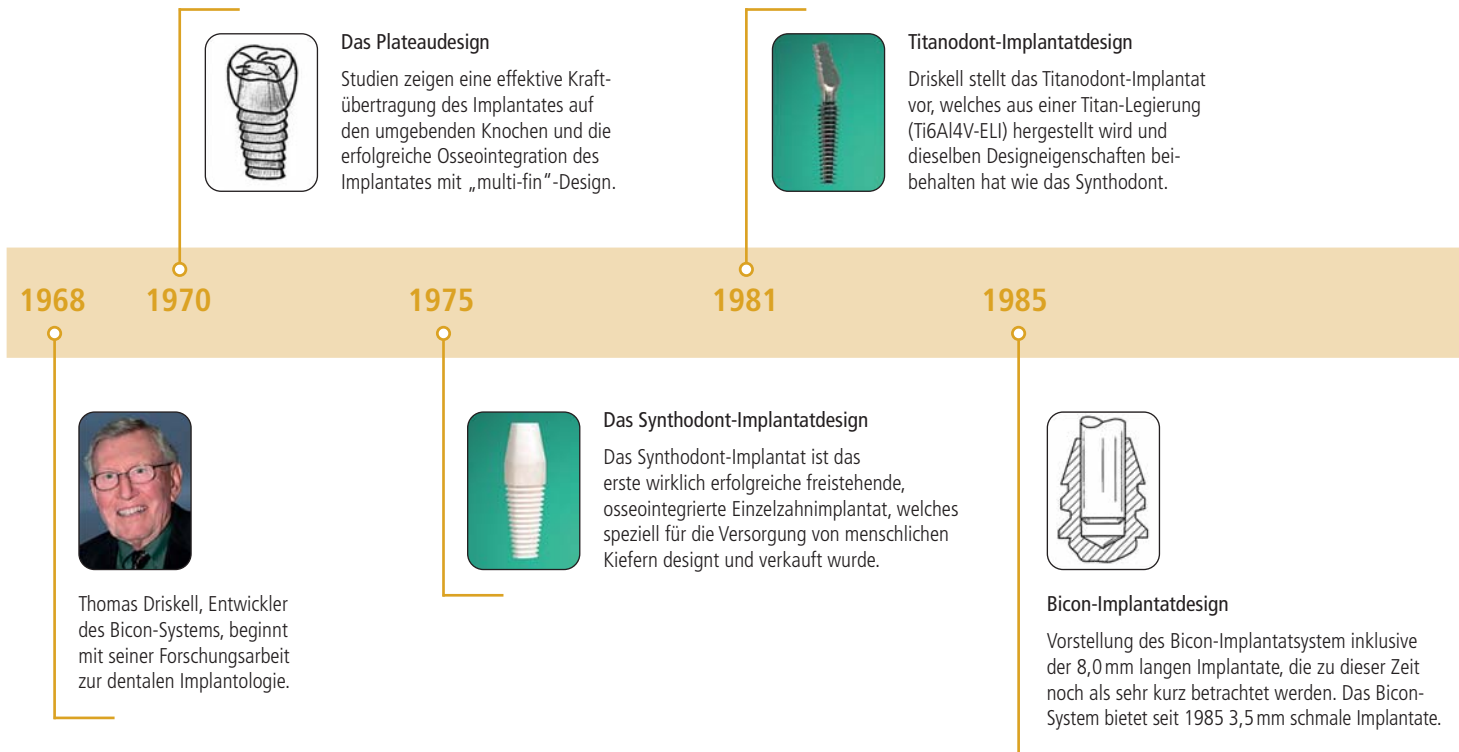 Das Plateaudesign
Studien zeigen eine effektive Kraft-
übertragung des Implantates auf
den umgebenden Knochen und die
erfolgreiche Osseointegration des
Implantates mit „multi-fin“-Design.
Titanodont-Implantatdesign
Driskell stellt das Titanodont-Implantat
vor, welches aus einer Titan-Legierung
(Ti6Al4V-ELI) hergestellt wird und
dieselben Designeigenschaften bei-
behalten hat wie das Synthodont.
1968 1970 1975 1981 1985
Thomas Driskell, Entwickler
des Bicon-Systems, beginnt
mit seiner Forschungsarbeit
zur dentalen Implantologie.
Das Synthodont-Implantatdesign
Das Synthodont-Implantat ist das
erste wirklich erfolgreiche freistehende,
osseointegrierte Einzelzahnimplantat, welches
speziell für die Versorgung von menschlichen
Kiefern designt und verkauft wurde.
Bicon-Implantatdesign
Vorstellung des Bicon-Implantatsystem inklusive
der 8,0 mm langen Implantate, die zu dieser Zeit
noch als sehr kurz betrachtet werden. Das Bicon-
System bietet seit 1985 3,5 mm schmale Implantate.